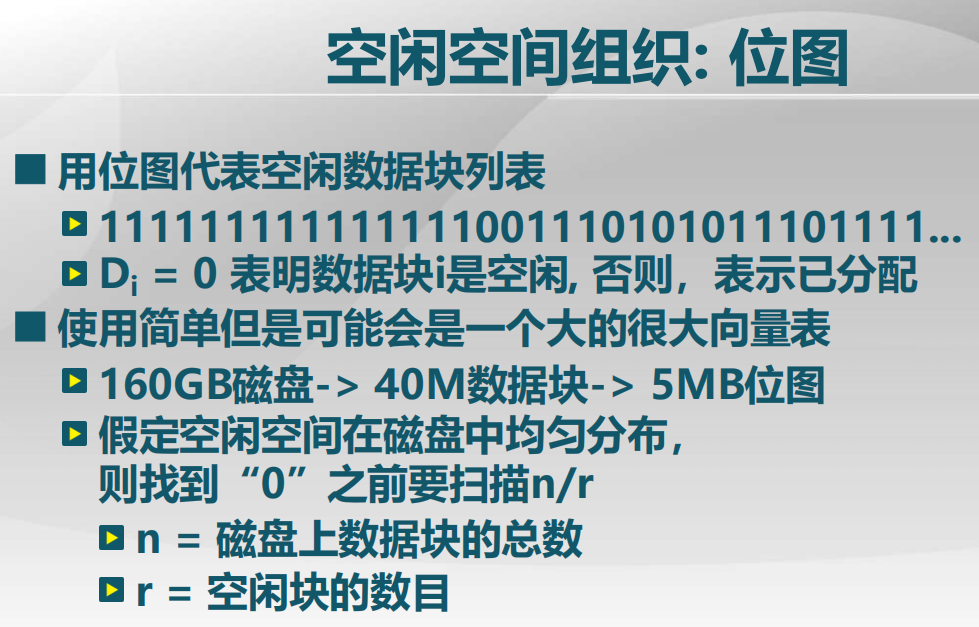 空闲空间组织: 位图
用位图代表空闲数据块列表
11111111111111100111010101011101111...
Di = 0 表明数据块i是空闲, 否则，表示已分配
使用简单但是可能会是一个大的很大向量表
160GB磁盘-> 40M数据块-> 5MB位图
假定空闲空间在磁盘中均匀分布，
则找到“0”之前要扫描n/r
n = 磁盘上数据块的总数
r = 空闲块的数目